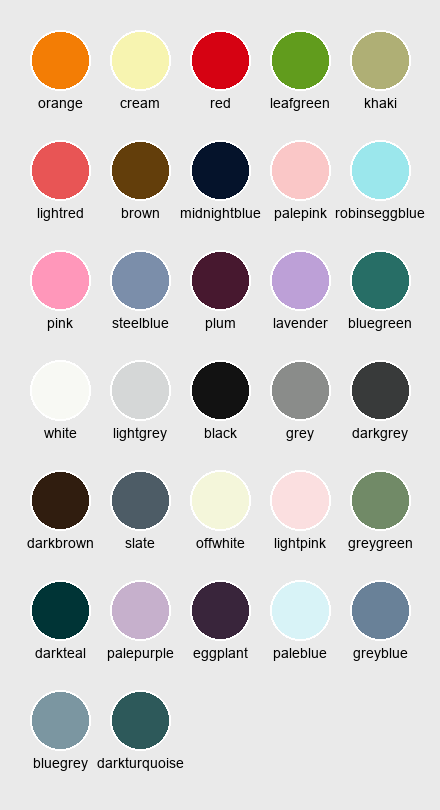 orange cream red leafgreen khaki
lightred brown midnightblue palepink robinseggblue
pink steelblue plum lavender bluegreen
white lightgrey black grey darkgrey
darkbrown slate offwhite lightpink greygreen
darkteal palepurple eggplant paleblue greyblue
bluegrey darkturquoise